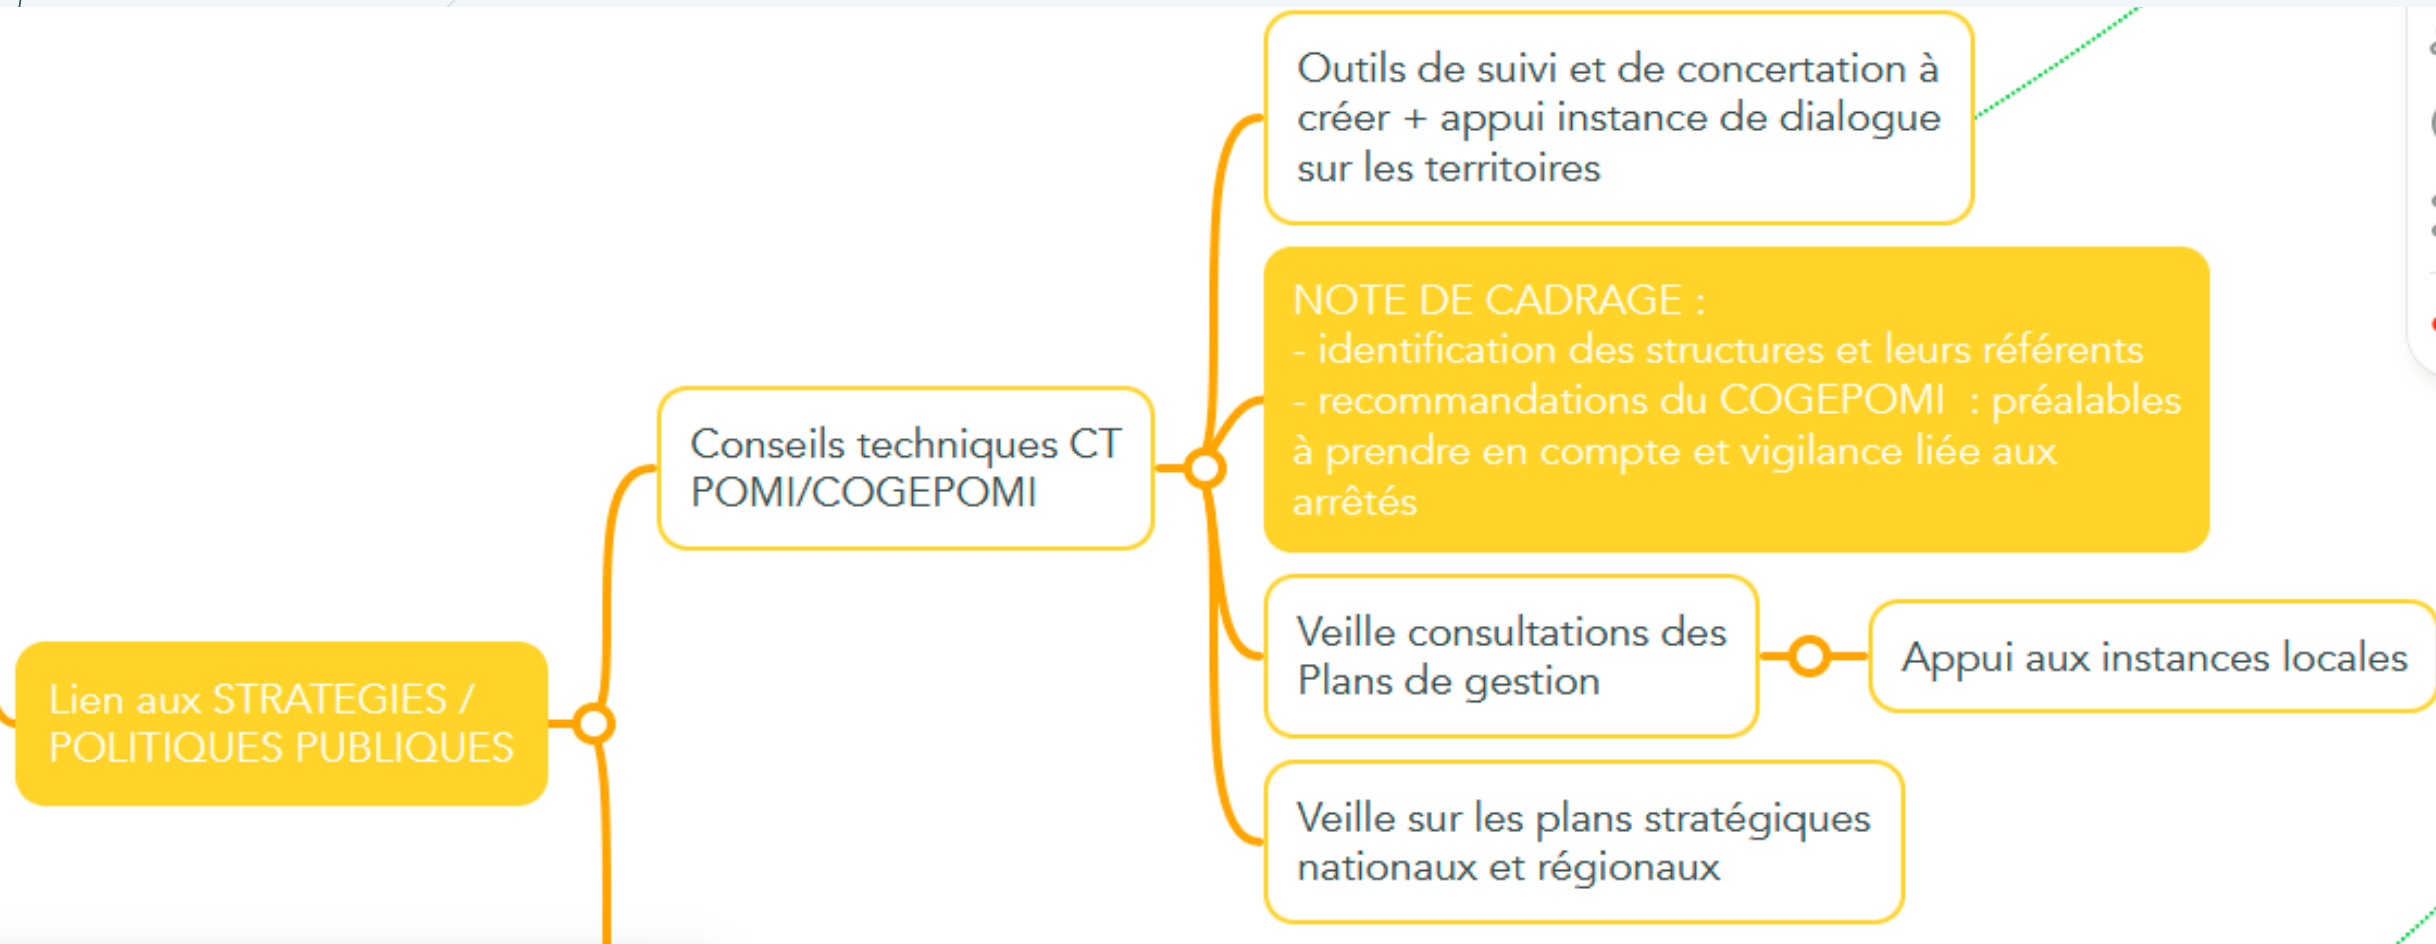 Outils de suivi et de concertation à
créer + appui instance de dialogue
sur les territoires
NOTE DE CADRAGE :
- identification des structures et leurs référents
- recommandations du COGEPOMI  : préalables
à prendre en compte et vigilance liée aux
arrêtés
Conseils techniques CT
POMI/COGEPOMI
Veille consultations des
Plans de gestion
Appui aux instances locales
Lien aux STRATEGIES /
POLITIQUES PUBLIQUES
Veille sur les plans stratégiques
nationaux et régionaux